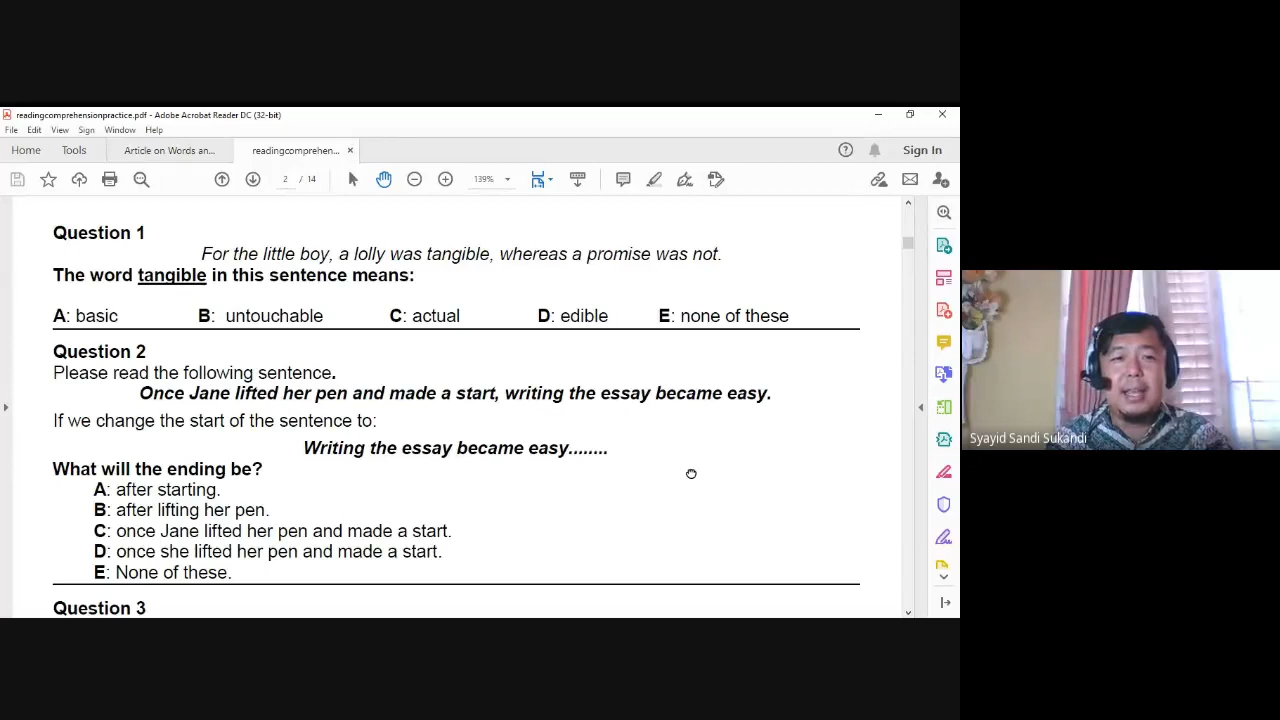 readingcomprehensionpractice.pdf - Adobe Acrobat Reader DC (32-bit)
File Edit View Sign Window Help
Home Tools Article on Words an... readingcomprehen... × Sign In
2 / 14 139%
Question 1
For the little boy, a lolly was tangible, whereas a promise was not.
The word tangible in this sentence means:
A: basic B: untouchable C: actual D: edible E: none of these
Question 2
Please read the following sentence.
Once Jane lifted her pen and made a start, writing the essay became easy.
If we change the start of the sentence to:
Writing the essay became easy........
What will the ending be?
A: after starting.
B: after lifting her pen.
C: once Jane lifted her pen and made a start.
D: once she lifted her pen and made a start.
E: None of these.
Question 3
Syayid Sandi Sukandi